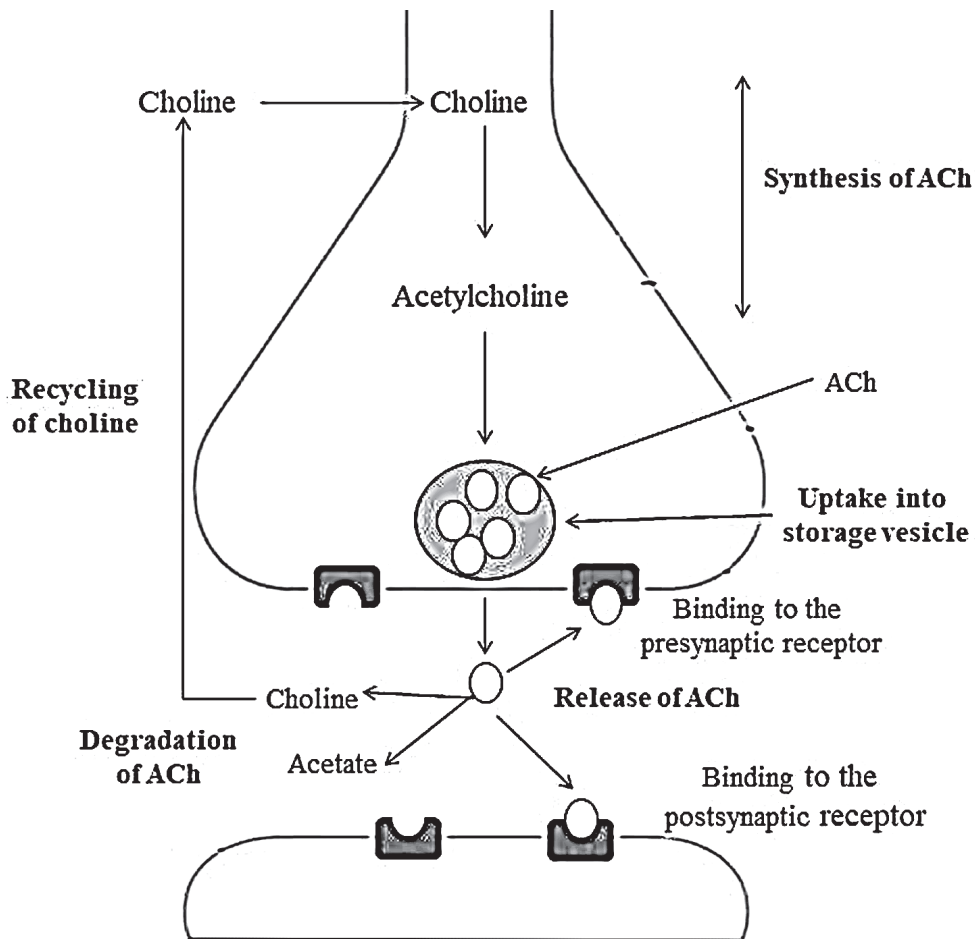 Choline
Choline
Synthesis of ACh
Acetylcholine
ACh
Recycling
of choline
Uptake into
storage vesicle
Binding to the
presynaptic receptor
Choline
Release of ACh
Degradation
of ACh
Acetate
Binding to the
postsynaptic receptor